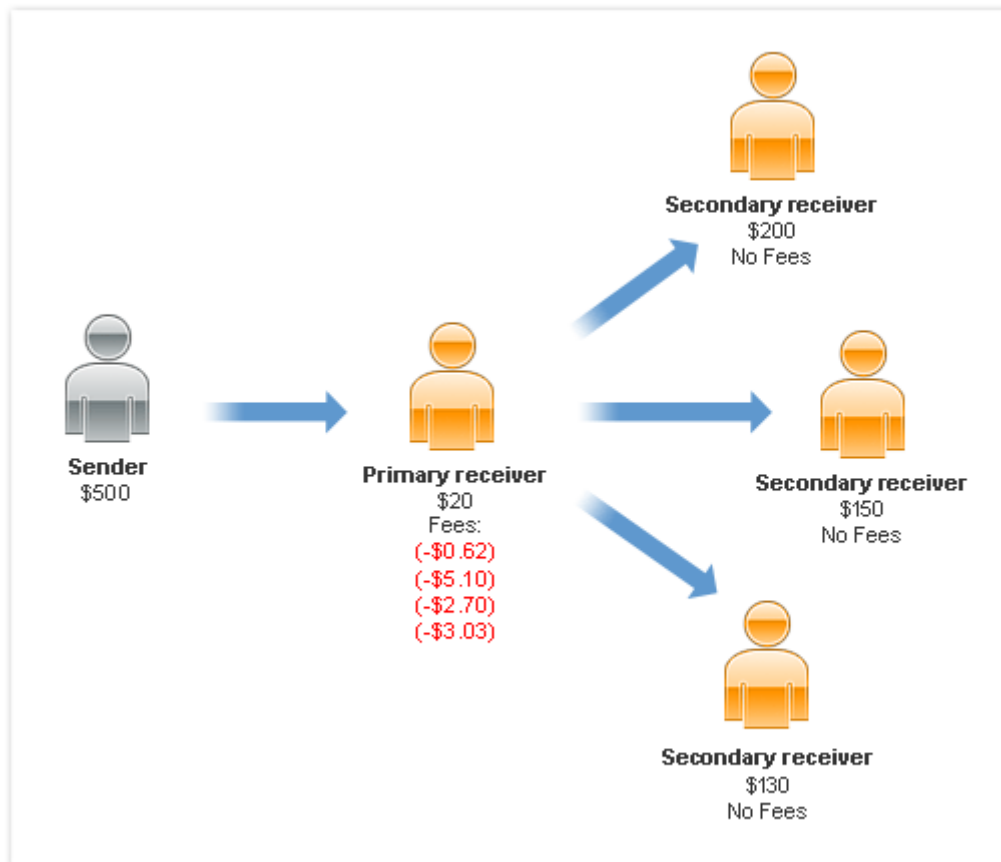 Secondary receiver
$200
No Fees
Sender
$500
Primary receiver
$20
Fees:
(-$0.62)
(-$5.10)
(-$2.70)
(-$3.03)
Secondary receiver
$150
No Fees
Secondary receiver
$130
No Fees